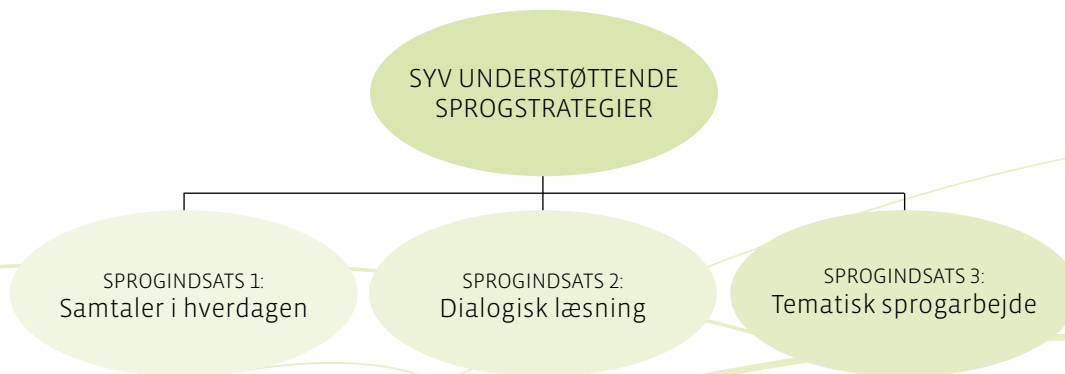 SYV UNDERSTØTTENDE
SPROGSTRATEGIER
SPROGINDSATS 1:
Samtaler i hverdagen
SPROGINDSATS 2:
Dialogisk læsning
SPROGINDSATS 3:
Tematisk sprogarbejde